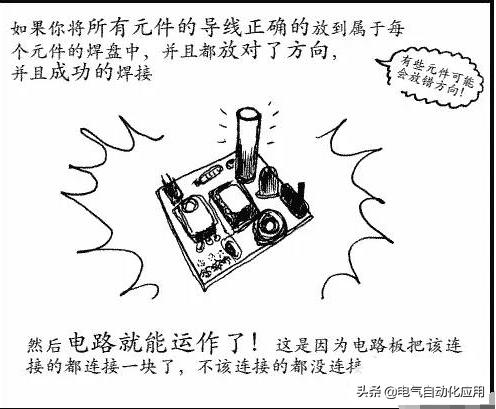 如果你将所有元件的导线正确的放到属于每
个元件的焊盘中，并且都放对了方向，
并且成功的焊接
有些元件可能
会放错方向！
然后电路就能运作了！这是因为电路板把该连
接的都连接一块了，不该连接的都没连接
头条 @电气自动化应用